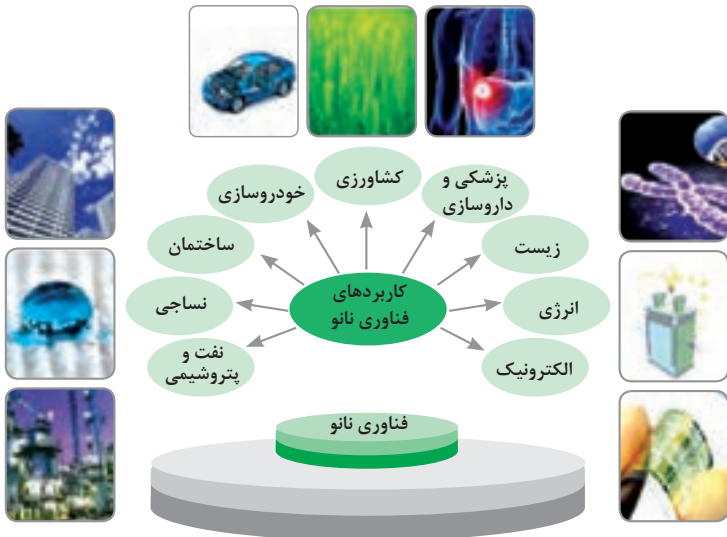 کشاورزی
پزشکی و
داروسازی
خودروسازی
زیست
ساختمان
کاربردهای
فناوری نانو
انرژی
نساجی
الکترونیک
نفت و
پتروشیمی
فناوری نانو